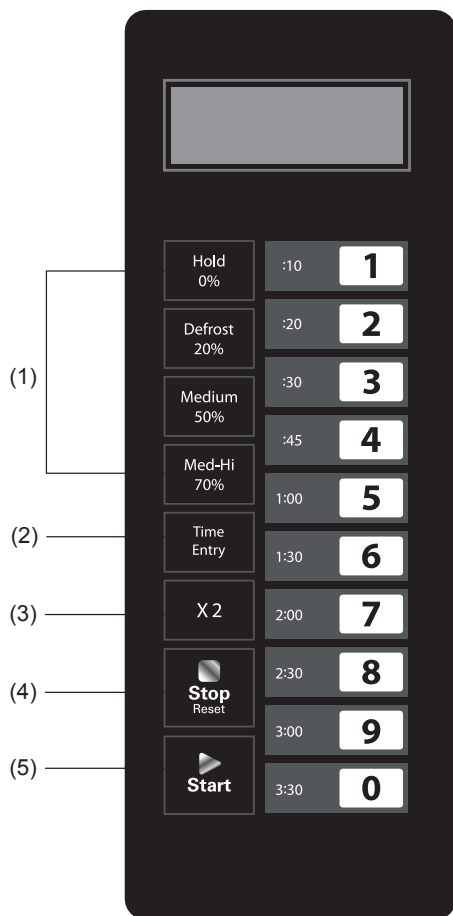 (1)
Hold
0%
Defrost
20%
Medium
50%
Med-Hi
70%
(2)
Time
Entry
(3)
X 2
(4)
Stop
Reset
(5)
Start
:10 1
:20 2
:30 3
:45 4
1:00 5
1:30 6
2:00 7
2:30 8
3:00 9
3:30 0